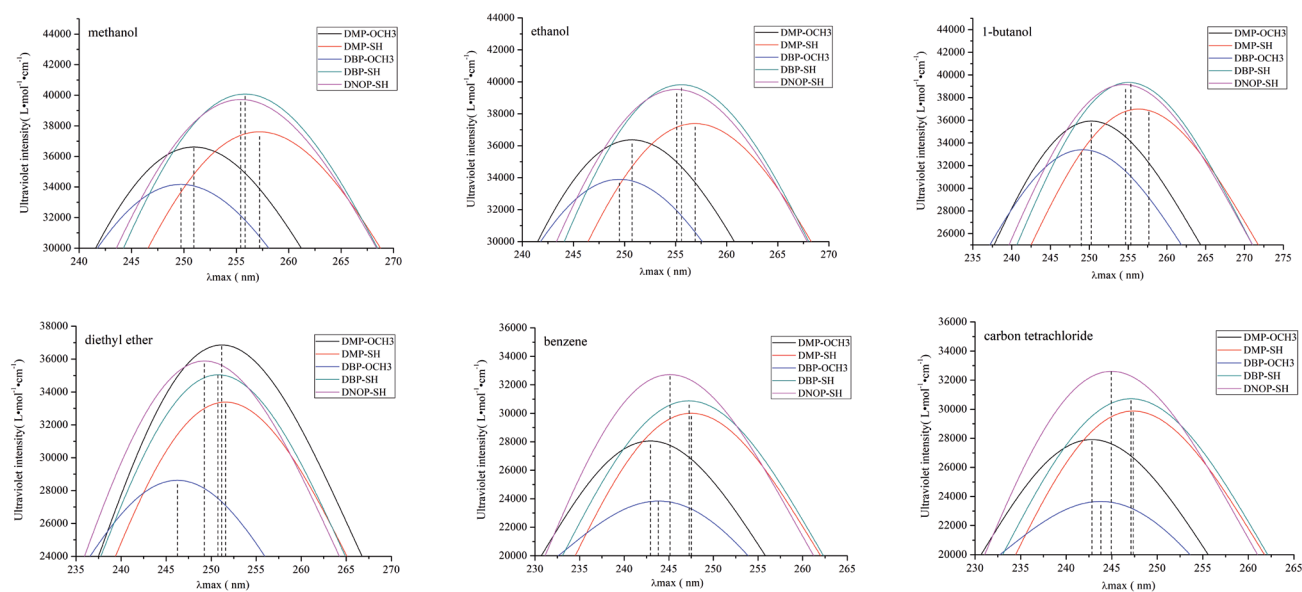 methanol
DMP-OCH3
DMP-SH
DBP-OCH3
DBP-SH
DNOP-SH
Ultraviolet intensity( L•mol⁻¹•cm⁻¹)
44000
42000
40000
38000
36000
34000
32000
30000
240 245 250 255 260 265 270
λmax ( nm)
ethanol
DMP-OCH3
DMP-SH
DBP-OCH3
DBP-SH
DNOP-SH
Ultraviolet intensity( L•mol⁻¹•cm⁻¹)
44000
42000
40000
38000
36000
34000
32000
30000
240 245 250 255 260 265 270
λmax ( nm)
1-butanol
DMP-OCH3
DMP-SH
DBP-OCH3
DBP-SH
DNOP-SH
Ultraviolet intensity( L•mol⁻¹•cm⁻¹)
44000
42000
40000
38000
36000
34000
32000
30000
28000
26000
235 240 245 250 255 260 265 270 275
λmax ( nm)
diethyl ether
DMP-OCH3
DMP-SH
DBP-OCH3
DBP-SH
DNOP-SH
Ultraviolet intensity( L•mol⁻¹•cm⁻¹)
38000
36000
34000
32000
30000
28000
26000
24000
235 240 245 250 255 260 265 270
λmax ( nm)
benzene
DMP-OCH3
DMP-SH
DBP-OCH3
DBP-SH
DNOP-SH
Ultraviolet intensity( L•mol⁻¹•cm⁻¹)
36000
34000
32000
30000
28000
26000
24000
22000
20000
230 235 240 245 250 255 260 265
λmax ( nm)
carbon tetrachloride
DMP-OCH3
DMP-SH
DBP-OCH3
DBP-SH
DNOP-SH
Ultraviolet intensity( L•mol⁻¹•cm⁻¹)
36000
34000
32000
30000
28000
26000
24000
22000
20000
230 235 240 245 250 255 260 265
λmax ( nm)